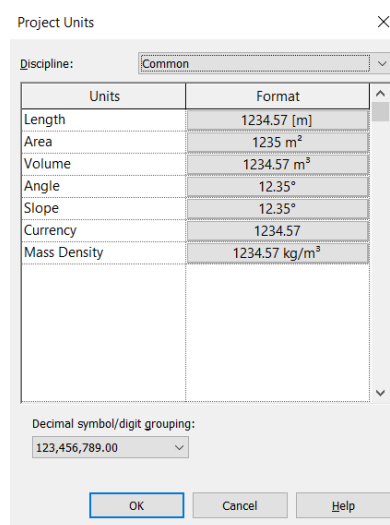 Project Units
Discipline: Common
Units Format
Length 1234.57 [m]
Area 1235 m²
Volume 1234.57 m³
Angle 12.35°
Slope 12.35°
Currency 1234.57
Mass Density 1234.57 kg/m³
Decimal symbol/digit grouping:
123,456,789.00
OK Cancel Help